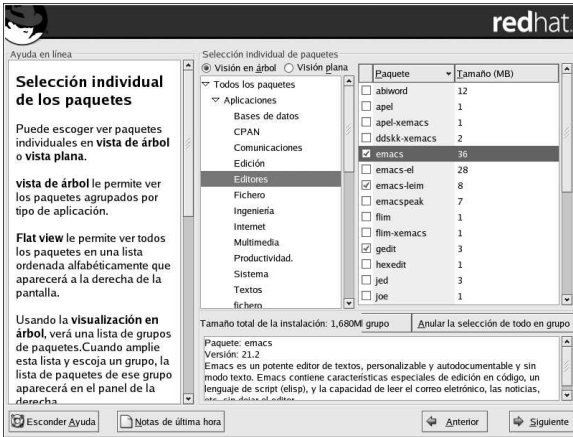 redhat.
Ayuda en línea
Selección individual
de los paquetes
Puede escoger ver paquetes
individuales en vista de árbol
o vista plana.
vista de árbol le permite ver
los paquetes agrupados por
tipo de aplicación.
Flat view le permite ver todos
los paquetes en una lista
ordenada alfabéticamente que
aparecerá a la derecha de la
pantalla.
Usando la visualización en
árbol, verá una lista de grupos
de paquetes.Cuando amplie
esta lista y escoja un grupo, la
lista de paquetes de ese grupo
aparecerá en el panel de la
derecha
Selección individual de paquetes
Visión en árbol Visión plana
Todos los paquetes
Aplicaciones
Bases de datos
CPAN
Comunicaciones
Edición
Editores
Fichero
Ingeniería
Internet
Multimedia
Productividad.
Sistema
Textos
fichero
Paquete Tamaño (MB)
abiword 12
apel 1
apel-xemacs 1
ddskk-xemacs 2
emacs 36
emacs-el 28
emacs-leim 8
emacspeak 7
flim 1
flim-xemacs 1
gedit 3
hexedit 1
jed 3
joe 1
Tamaño total de la instalación: 1,680M grupo
Anular la selección de todo en grupo
Paquete: emacs
Versión: 21.2
Emacs es un potente editor de textos, personalizable y autodocumentable y sin
modo texto. Emacs contiene características especiales de edición en código, un
lenguaje de script (elisp), y la capacidad de leer el correo eletrónico, las noticias,
etc. sin dejar el editor
Esconder Ayuda
Notas de última hora
Anterior
Siguiente